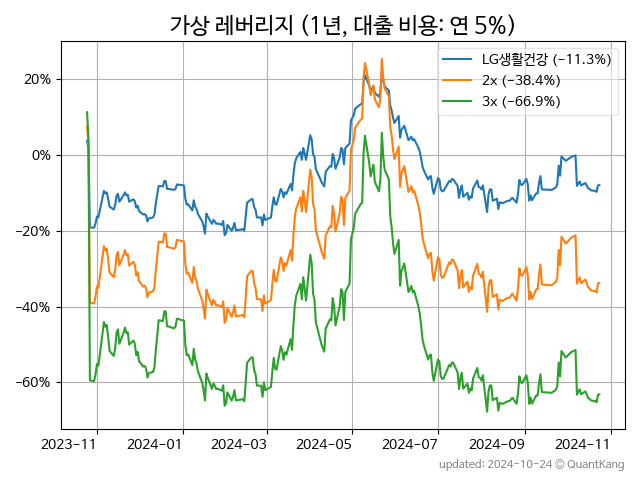 가상 레버리지 (1년, 대출 비용: 연 5%)
LG생활건강 (−11.3%)
2x (−38.4%)
3x (−66.9%)
20%
0%
−20%
−40%
−60%
2023−11 2024−01 2024−03 2024−05 2024−07 2024−09 2024−11
updated: 2024-10-24 © QuantKang